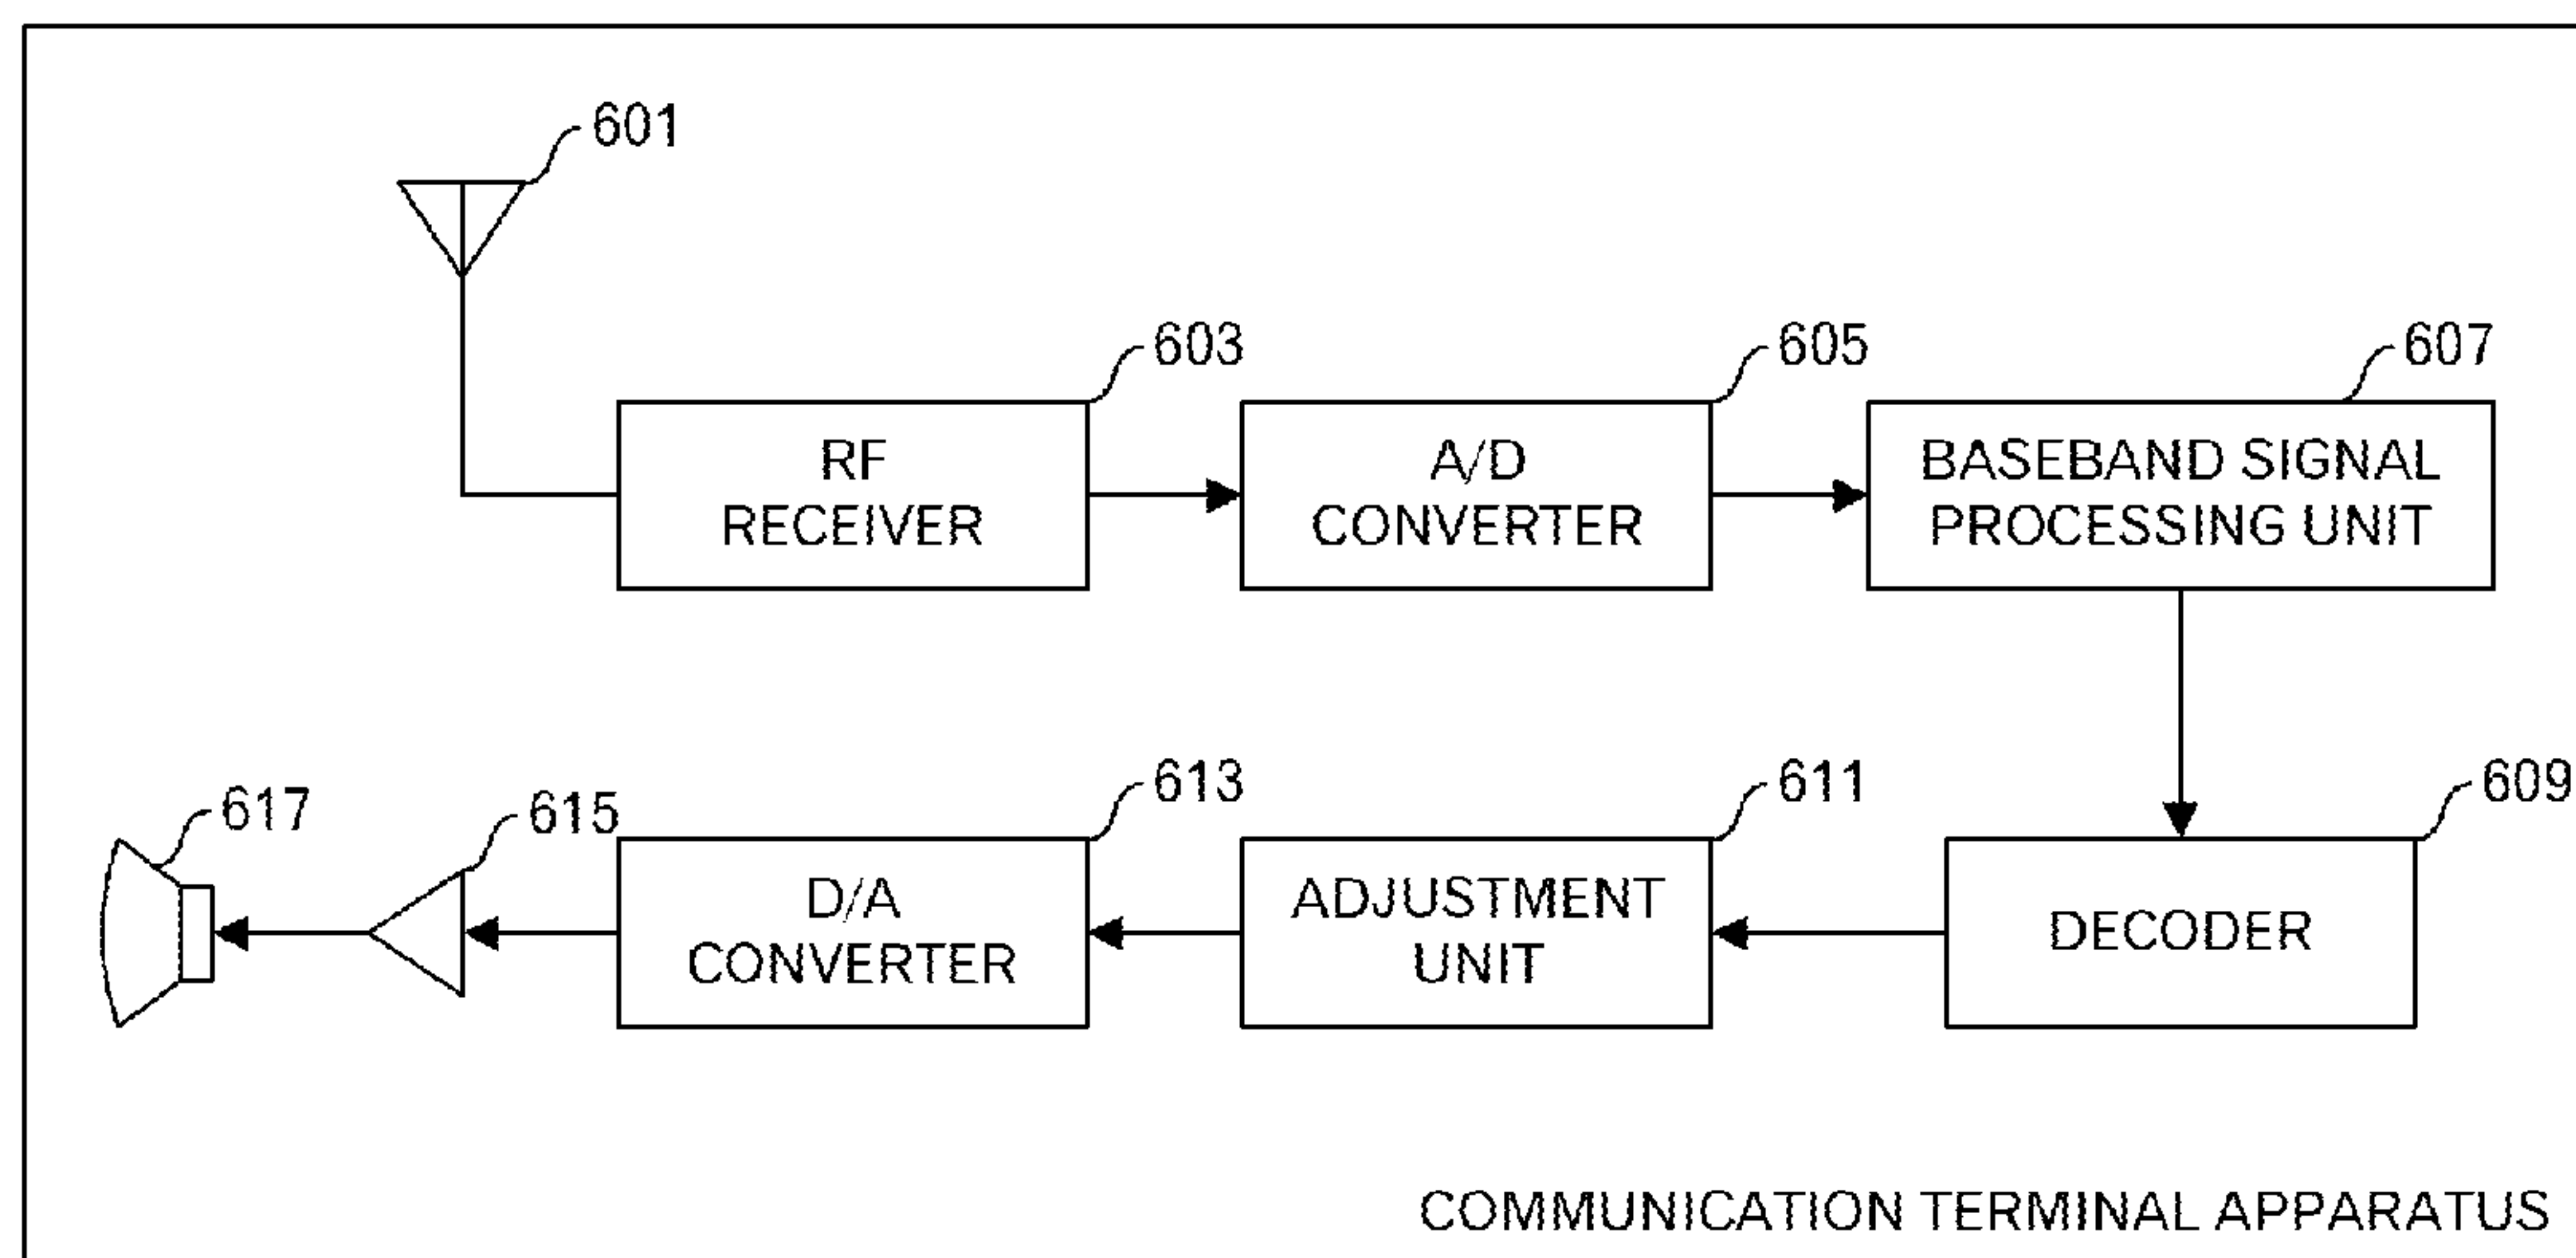 601
603
605
607
RF
RECEIVER
A/D
CONVERTER
BASEBAND SIGNAL
PROCESSING UNIT
617
615
613
611
609
D/A
CONVERTER
ADJUSTMENT
UNIT
DECODER
COMMUNICATION TERMINAL APPARATUS